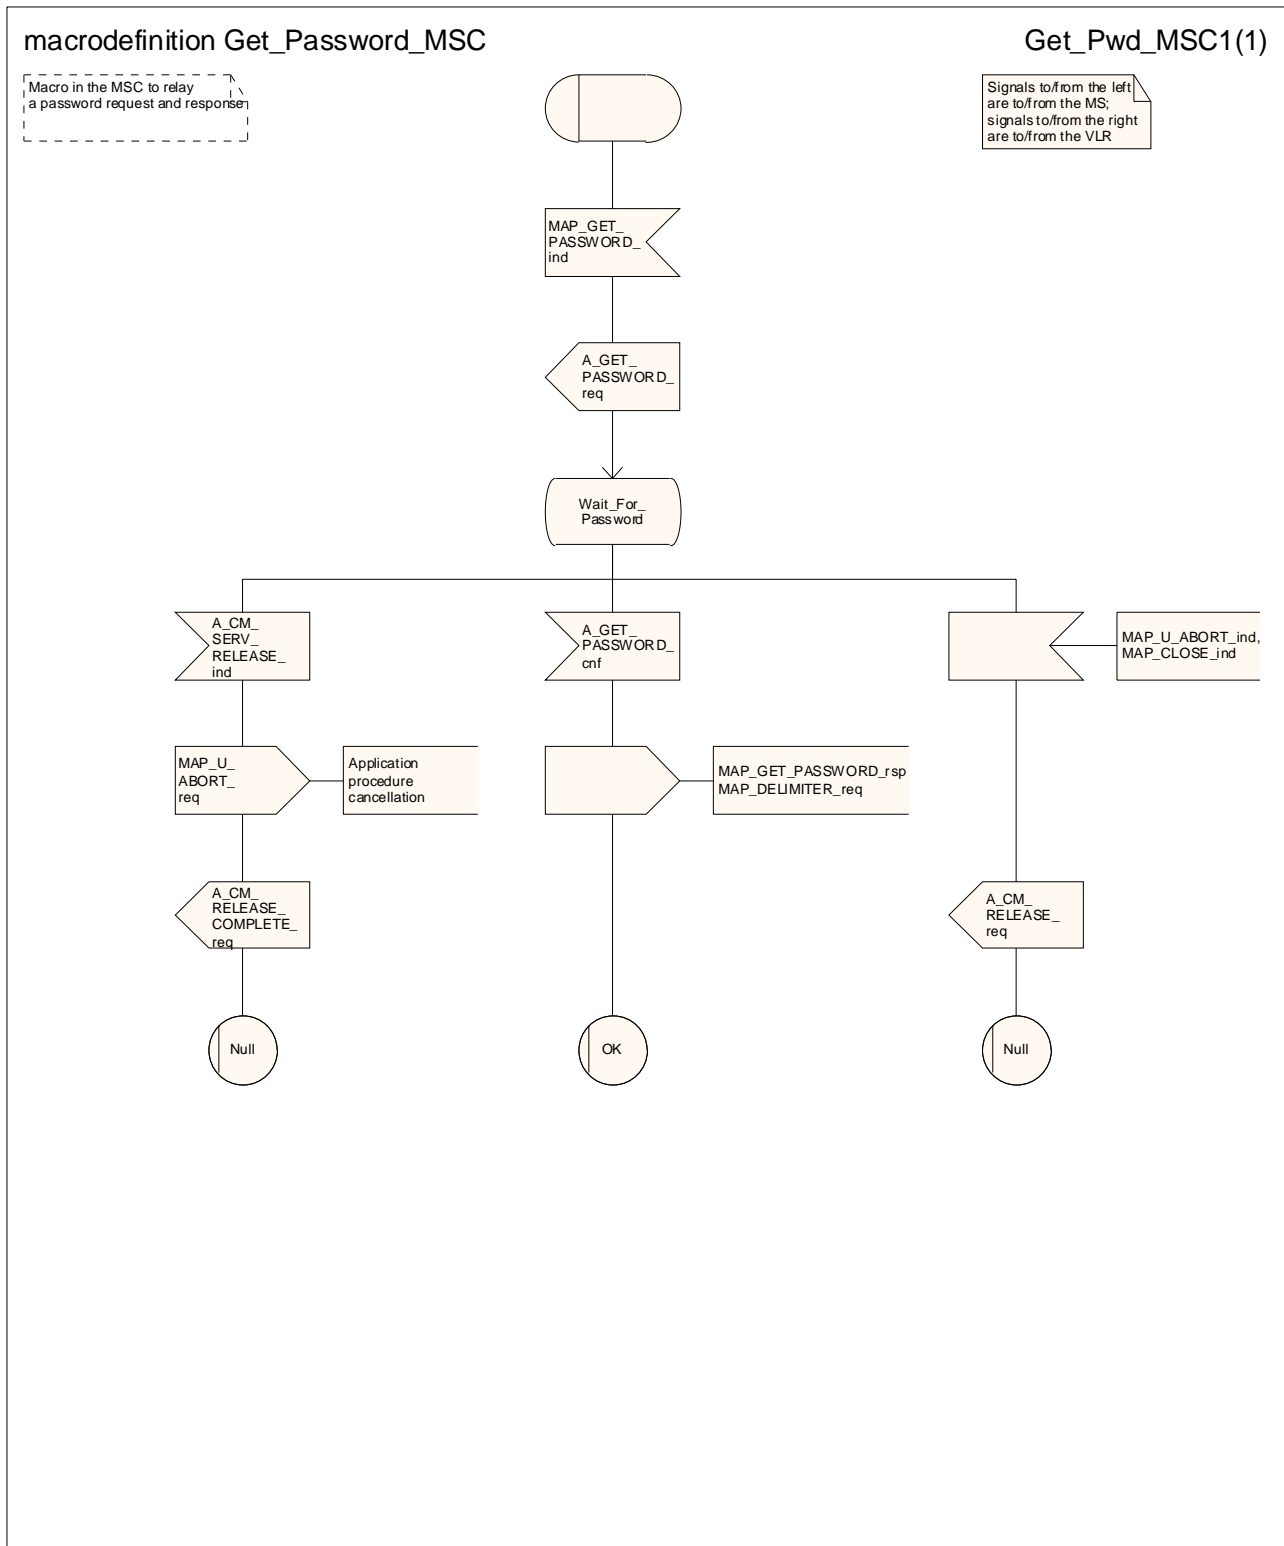 macrodefinition Get_Password_MSC
Get_Pwd_MSC1(1)
Macro in the MSC to relay
a password request and response
Signals to/from the left
are to/from the MS;
signals to/from the right
are to/from the VLR
MAP_GET_
PASSWORD_
ind
A_GET_
PASSWORD_
req
Wait_For_
Password
A_CM_
SERV_
RELEASE_
ind
A_GET_
PASSWORD_
cnf
MAP_U_ABORT_ind,
MAP_CLOSE_ind
MAP_U_
ABORT_
req
Application
procedure
cancellation
MAP_GET_PASSWORD_rsp
MAP_DELIMITER_req
A_CM_
RELEASE_
COMPLETE_
req
A_CM_
RELEASE_
req
Null
OK
Null